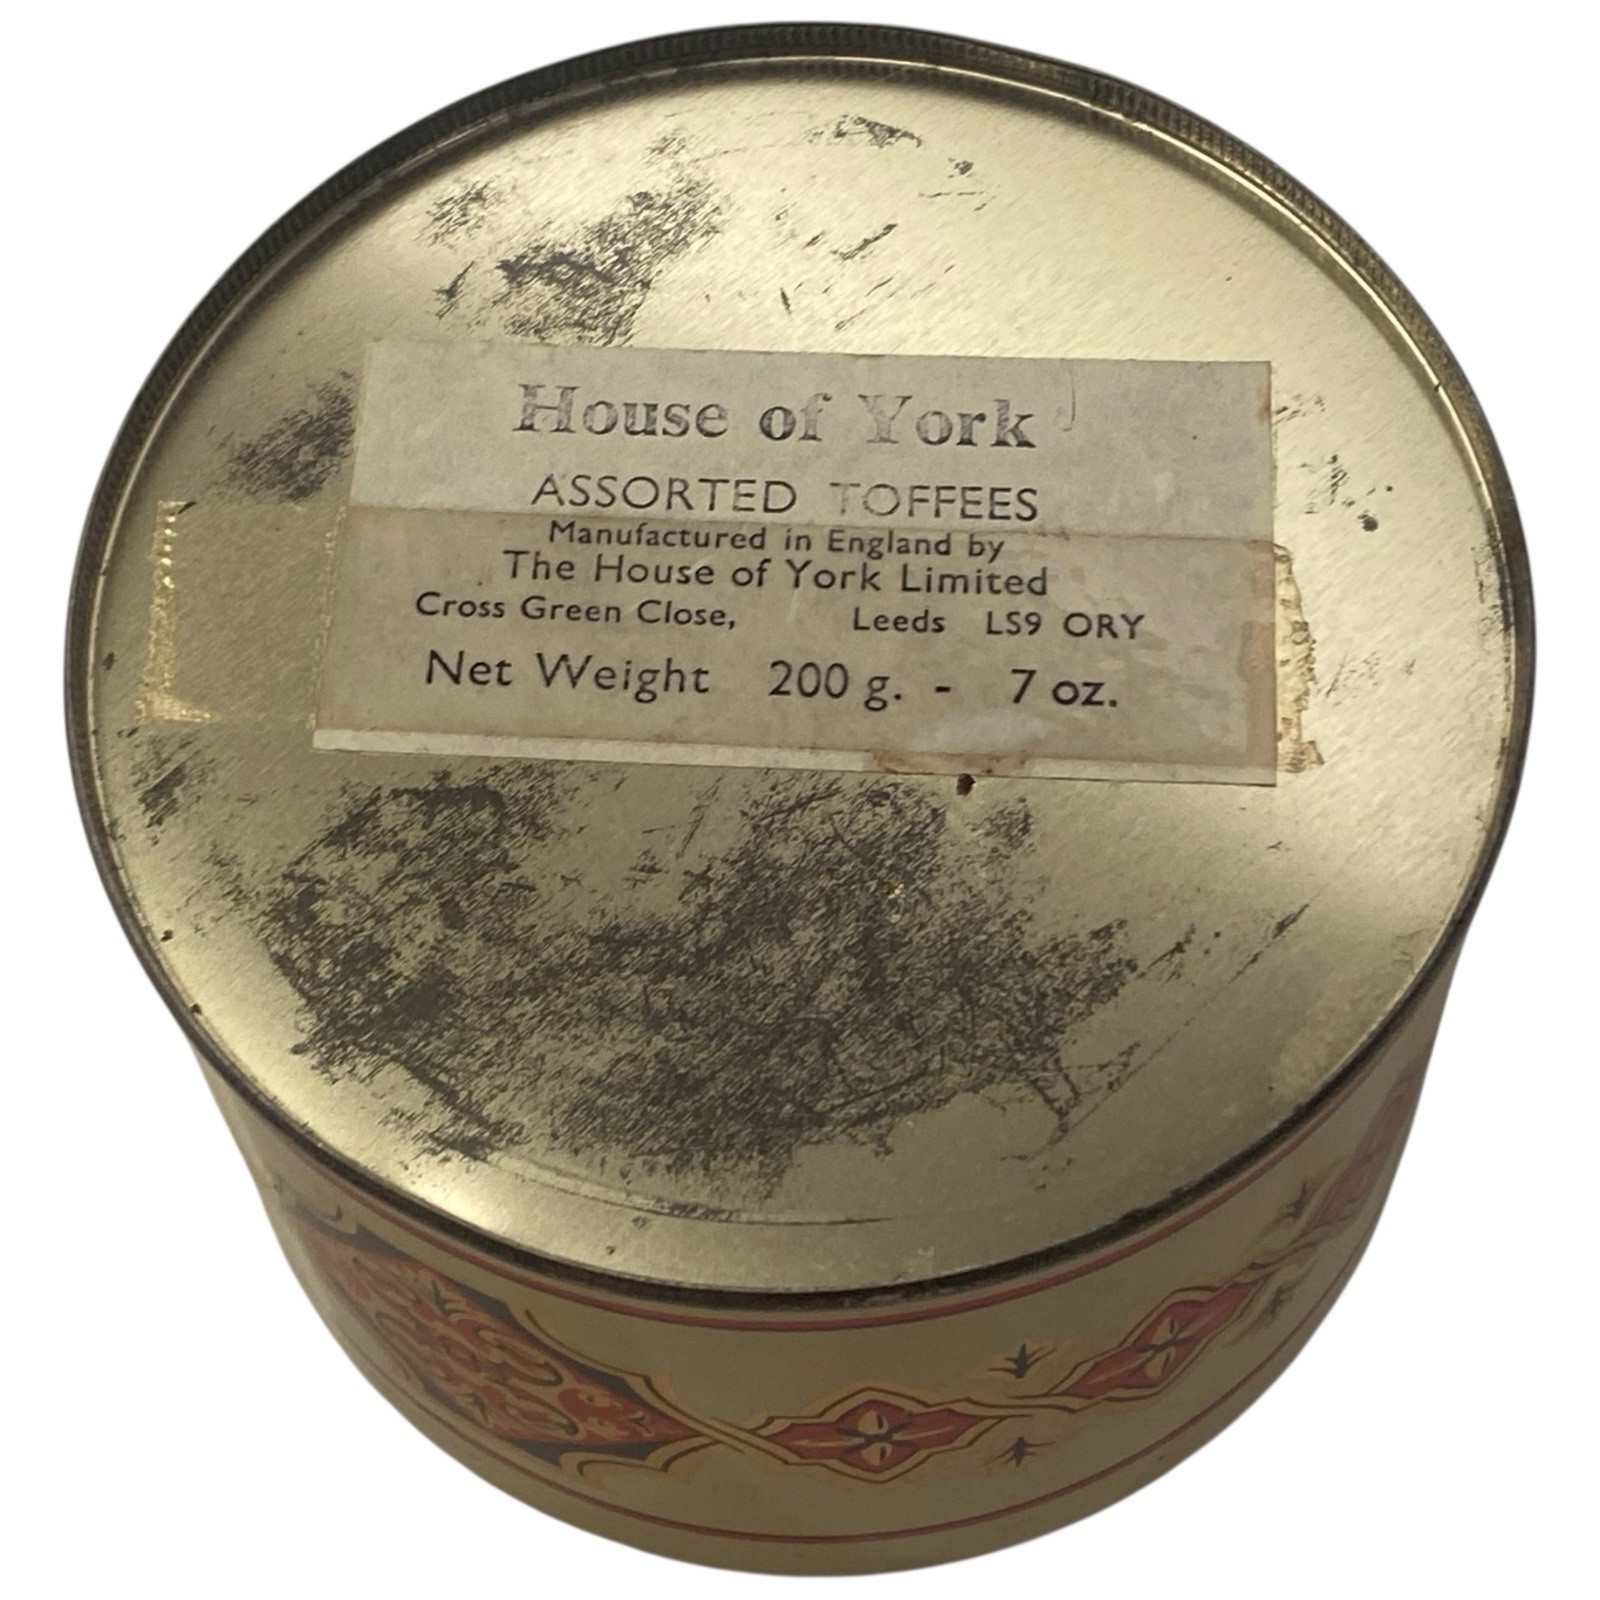 House of York
ASSORTED TOFFEES
Manufactured in England by
The House of York Limited
Cross Green Close, Leeds LS9 ORY
Net Weight 200 g. - 7 oz.